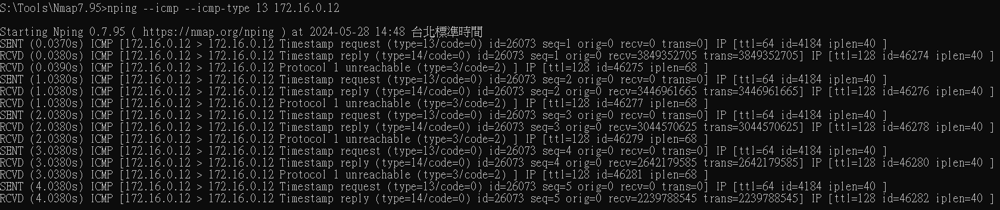 S:\Tools\Nmap7.95>nping --icmp --icmp-type 13 172.16.0.12
Starting Nping 0.7.95 ( https://nmap.org/nping ) at 2024-05-28 14:48 台北標準時間
SENT (0.0370s) ICMP [172.16.0.12 > 172.16.0.12 Timestamp request (type=13/code=0) id=26073 seq=1 orig=0 recv=0 trans=0] IP [ttl=64 id=4184 iplen=40 ]
RCVD (0.0380s) ICMP [172.16.0.12 > 172.16.0.12 Timestamp reply (type=14/code=0) id=26073 seq=1 orig=0 recv=3849352705 trans=3849352705] IP [ttl=128 id=46274 iplen=40 ]
RCVD (0.0390s) ICMP [172.16.0.12 > 172.16.0.12 Protocol 1 unreachable (type=3/code=2) ] IP [ttl=128 id=46275 iplen=68 ]
SENT (1.0380s) ICMP [172.16.0.12 > 172.16.0.12 Timestamp request (type=13/code=0) id=26073 seq=2 orig=0 recv=0 trans=0] IP [ttl=64 id=4184 iplen=40 ]
RCVD (1.0380s) ICMP [172.16.0.12 > 172.16.0.12 Timestamp reply (type=14/code=0) id=26073 seq=2 orig=0 recv=3446961665 trans=3446961665] IP [ttl=128 id=46276 iplen=40 ]
RCVD (1.0380s) ICMP [172.16.0.12 > 172.16.0.12 Protocol 1 unreachable (type=3/code=2) ] IP [ttl=128 id=46277 iplen=68 ]
SENT (2.0380s) ICMP [172.16.0.12 > 172.16.0.12 Timestamp request (type=13/code=0) id=26073 seq=3 orig=0 recv=0 trans=0] IP [ttl=64 id=4184 iplen=40 ]
RCVD (2.0380s) ICMP [172.16.0.12 > 172.16.0.12 Timestamp reply (type=14/code=0) id=26073 seq=3 orig=0 recv=3044570625 trans=3044570625] IP [ttl=128 id=46278 iplen=40 ]
RCVD (2.0380s) ICMP [172.16.0.12 > 172.16.0.12 Protocol 1 unreachable (type=3/code=2) ] IP [ttl=128 id=46279 iplen=68 ]
SENT (3.0380s) ICMP [172.16.0.12 > 172.16.0.12 Timestamp request (type=13/code=0) id=26073 seq=4 orig=0 recv=0 trans=0] IP [ttl=64 id=4184 iplen=40 ]
RCVD (3.0380s) ICMP [172.16.0.12 > 172.16.0.12 Timestamp reply (type=14/code=0) id=26073 seq=4 orig=0 recv=2642179585 trans=2642179585] IP [ttl=128 id=46280 iplen=40 ]
RCVD (3.0380s) ICMP [172.16.0.12 > 172.16.0.12 Protocol 1 unreachable (type=3/code=2) ] IP [ttl=128 id=46281 iplen=68 ]
SENT (4.0380s) ICMP [172.16.0.12 > 172.16.0.12 Timestamp request (type=13/code=0) id=26073 seq=5 orig=0 recv=0 trans=0] IP [ttl=64 id=4184 iplen=40 ]
RCVD (4.0380s) ICMP [172.16.0.12 > 172.16.0.12 Timestamp reply (type=14/code=0) id=26073 seq=5 orig=0 recv=2239788545 trans=2239788545] IP [ttl=128 id=46282 iplen=40 ]